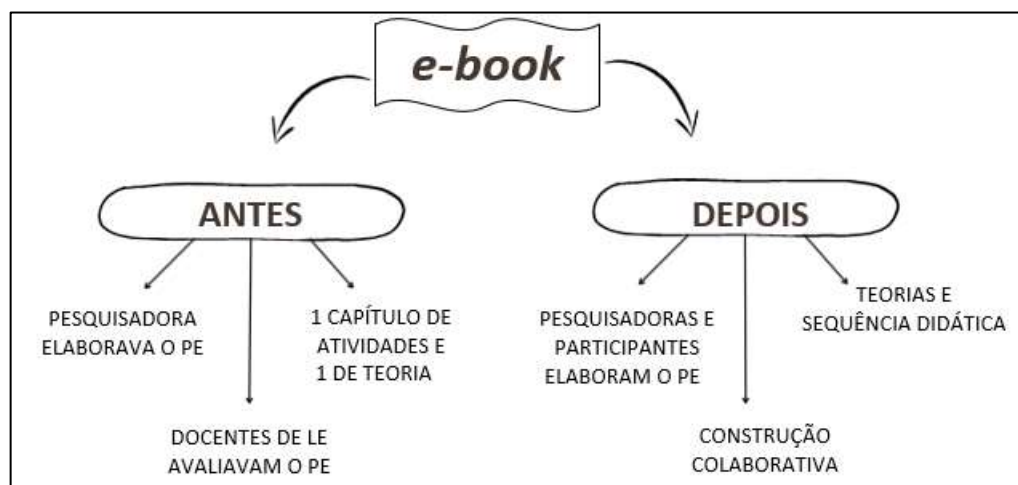 e-book
ANTES
PESQUISADORA
ELABORAVA O PE
1 CAPÍTULO DE
ATIVIDADES E
1 DE TEORIA
DOCENTES DE LE
AVALIAVAM O PE
DEPOIS
PESQUISADORAS E
PARTICIPANTES
ELABORAM O PE
TEORIAS E
SEQUÊNCIA DIDÁTICA
CONSTRUÇÃO
COLABORATIVA